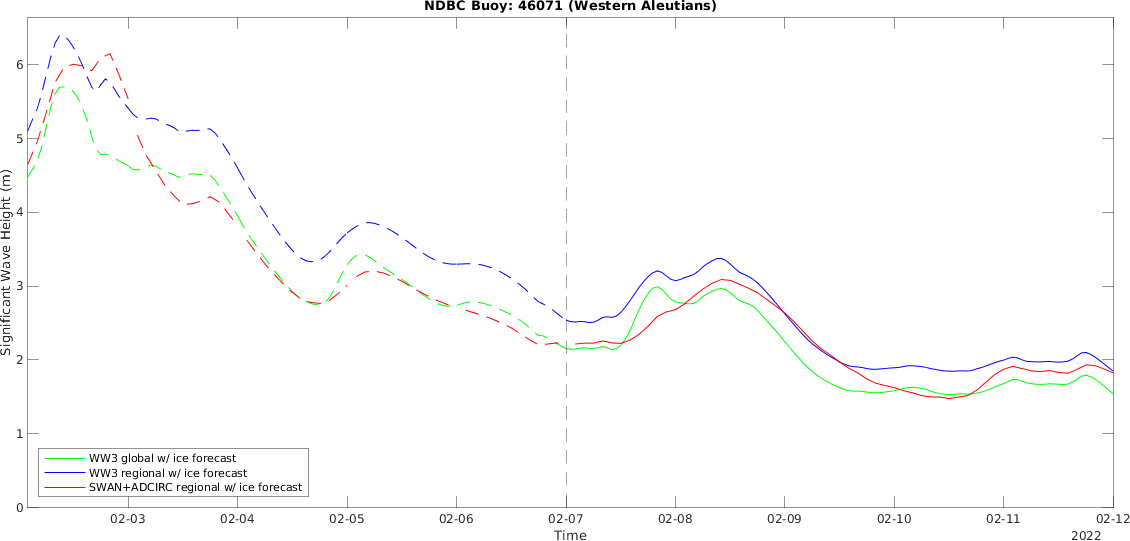 NDBC Buoy: 46071 (Western Aleutians)
Significant Wave Height (m)
6
5
4
3
2
1
0
WW3 global w/ ice forecast
WW3 regional w/ ice forecast
SWAN+ADCIRC regional w/ ice forecast
02-03 02-04 02-05 02-06 02-07 02-08 02-09 02-10 02-11 02-12
Time
2022